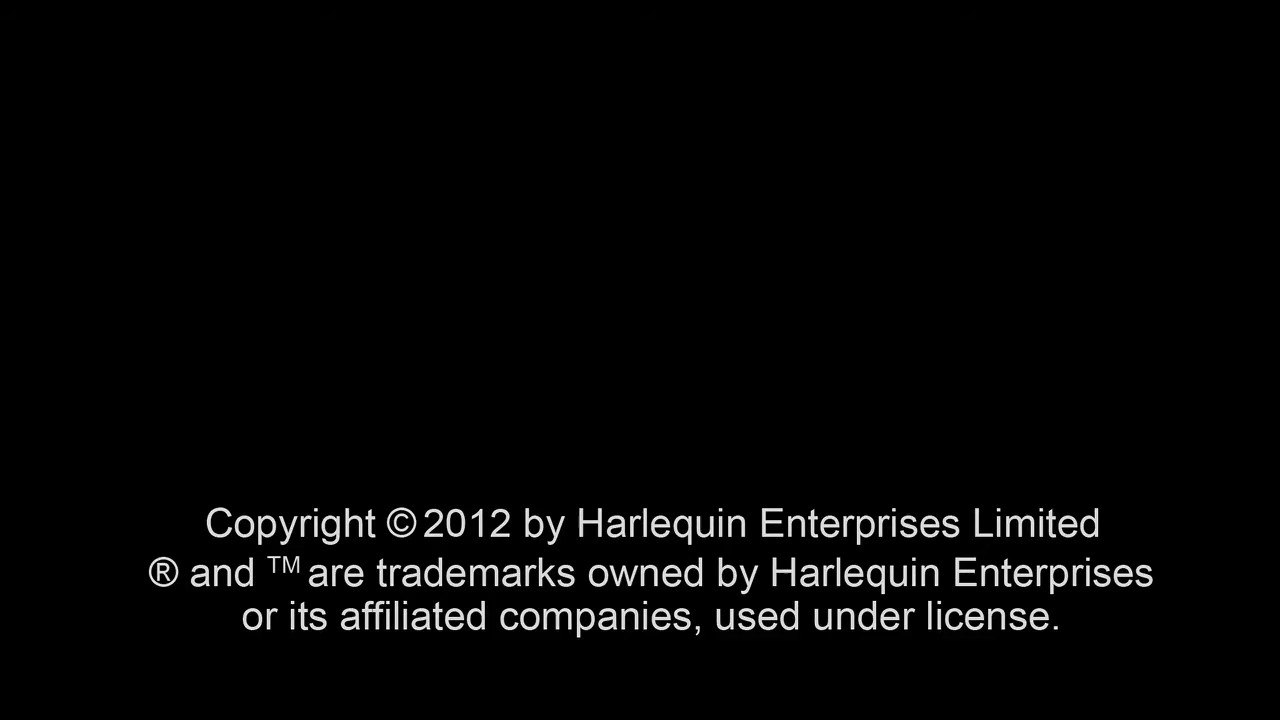 Copyright © 2012 by Harlequin Enterprises Limited
® and ™ are trademarks owned by Harlequin Enterprises
or its affiliated companies, used under license.